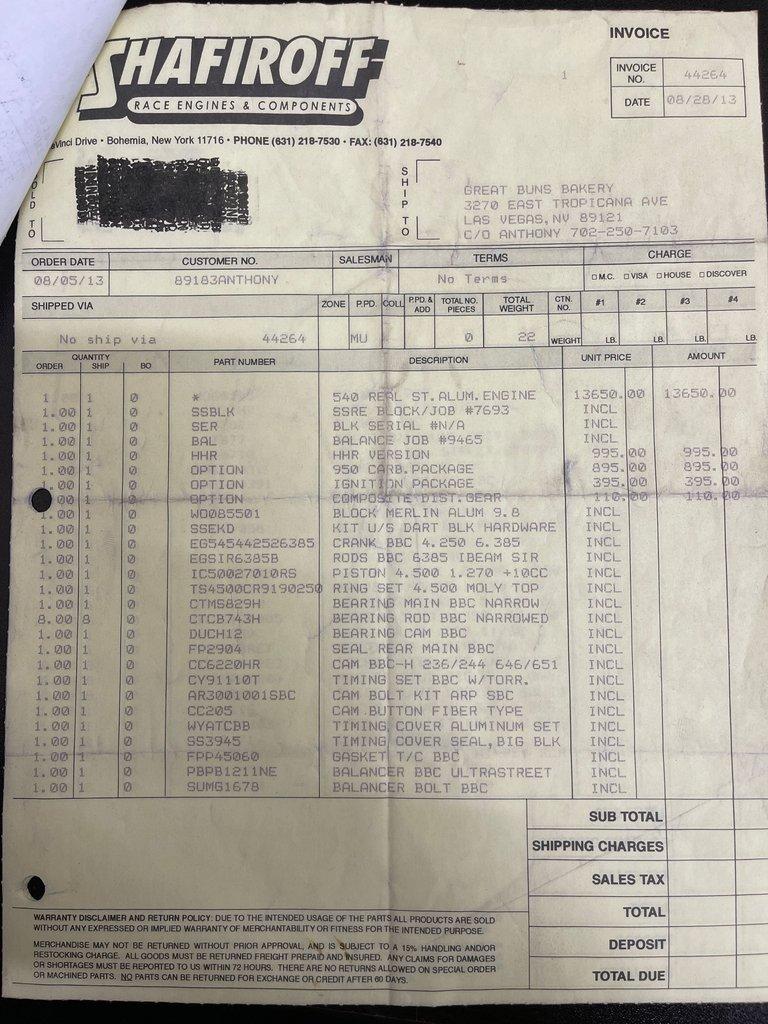 SHAFIROFF
RACE ENGINES & COMPONENTS
INVOICE
1
INVOICE NO. 44264
DATE 08/28/13
Vinci Drive • Bohemia, New York 11716 • PHONE (631) 218-7530 • FAX: (631) 218-7540
OLD TO
SHIP TO
GREAT BUNS BAKERY
3270 EAST TROPICANA AVE
LAS VEGAS, NV 89121
C/O ANTHONY 702-250-7103
ORDER DATE CUSTOMER NO. SALESMAN TERMS CHARGE
08/05/13 89183ANTHONY No Terms □ M.C. □ VISA □ HOUSE □ DISCOVER
SHIPPED VIA ZONE P.PD. COLL P.PD. & ADD TOTAL NO. PIECES TOTAL WEIGHT CTN. NO. #1 #2 #3 #4
No ship via 44264 MU 0 22 WEIGHT LB. LB. LB. LB.
QUANTITY
ORDER SHIP BO PART NUMBER DESCRIPTION UNIT PRICE AMOUNT
1 1 0 * 540 REAL ST.ALUM.ENGINE 13650.00 13650.00
1.00 1 0 SSBLK SSRE BLOCK/JOB #7693 INCL
1.00 1 0 SER BLK SERIAL #N/A INCL
1.00 1 0 BAL BALANCE JOB #9465 INCL
1.00 1 0 HHR HHR VERSION 995.00 995.00
1.00 1 0 OPTION 950 CARB.PACKAGE 895.00 895.00
1.00 1 0 OPTION IGNITION PACKAGE 395.00 395.00
.00 1 0 OPTION COMPOSITE DIST.GEAR 110.00 110.00
1.00 1 0 WO085501 BLOCK MERLIN ALUM 9.8 INCL
1.00 1 0 SSEKD KIT U/S DART BLK HARDWARE INCL
1.00 1 0 EG545442526385 CRANK BBC 4.250 6.385 INCL
1.00 1 0 EGSIR6385B RODS BBC 6385 IBEAM SIR INCL
1.00 1 0 IC50027010RS PISTON 4.500 1.270 +10CC INCL
1.00 1 0 TS4500CR9190250 RING SET 4.500 MOLY TOP INCL
1.00 1 0 CTMS829H BEARING MAIN BBC NARROW INCL
8.00 8 0 CTCB743H BEARING ROD BBC NARROWED INCL
1.00 1 0 DUCH12 BEARING CAM BBC INCL
1.00 1 0 FP2904 SEAL REAR MAIN BBC INCL
1.00 1 0 CC6220HR CAM BBC-H 236/244 646/651 INCL
1.00 1 0 CY91110T TIMING SET BBC W/TORR. INCL
1.00 1 0 AR3001001SBC CAM BOLT KIT ARP SBC INCL
1.00 1 0 CC205 CAM BUTTON FIBER TYPE INCL
1.00 1 0 WYATCBB TIMING COVER ALUMINUM SET INCL
1.00 1 0 SS3945 TIMING COVER SEAL,BIG BLK INCL
1.00 1 0 FPP45060 GASKET T/C BBC INCL
1.00 1 0 PBPB1211NE BALANCER BBC ULTRASTREET INCL
1.00 1 0 SUMG1678 BALANCER BOLT BBC INCL
SUB TOTAL
SHIPPING CHARGES
SALES TAX
TOTAL
DEPOSIT
TOTAL DUE
WARRANTY DISCLAIMER AND RETURN POLICY: DUE TO THE INTENDED USAGE OF THE PARTS ALL PRODUCTS ARE SOLD
WITHOUT ANY EXPRESSED OR IMPLIED WARRANTY OF MERCHANTABILITY OR FITNESS FOR THE INTENDED PURPOSE.
MERCHANDISE MAY NOT BE RETURNED WITHOUT PRIOR APPROVAL, AND IS SUBJECT TO A 15% HANDLING AND/OR
RESTOCKING CHARGE. ALL GOODS MUST BE RETURNED FREIGHT PREPAID AND INSURED. ANY CLAIMS FOR DAMAGES
OR SHORTAGES MUST BE REPORTED TO US WITHIN 72 HOURS. THERE ARE NO RETURNS ALLOWED ON SPECIAL ORDER
OR MACHINED PARTS. NO PARTS CAN BE RETURNED FOR EXCHANGE OR CREDIT AFTER 60 DAYS.